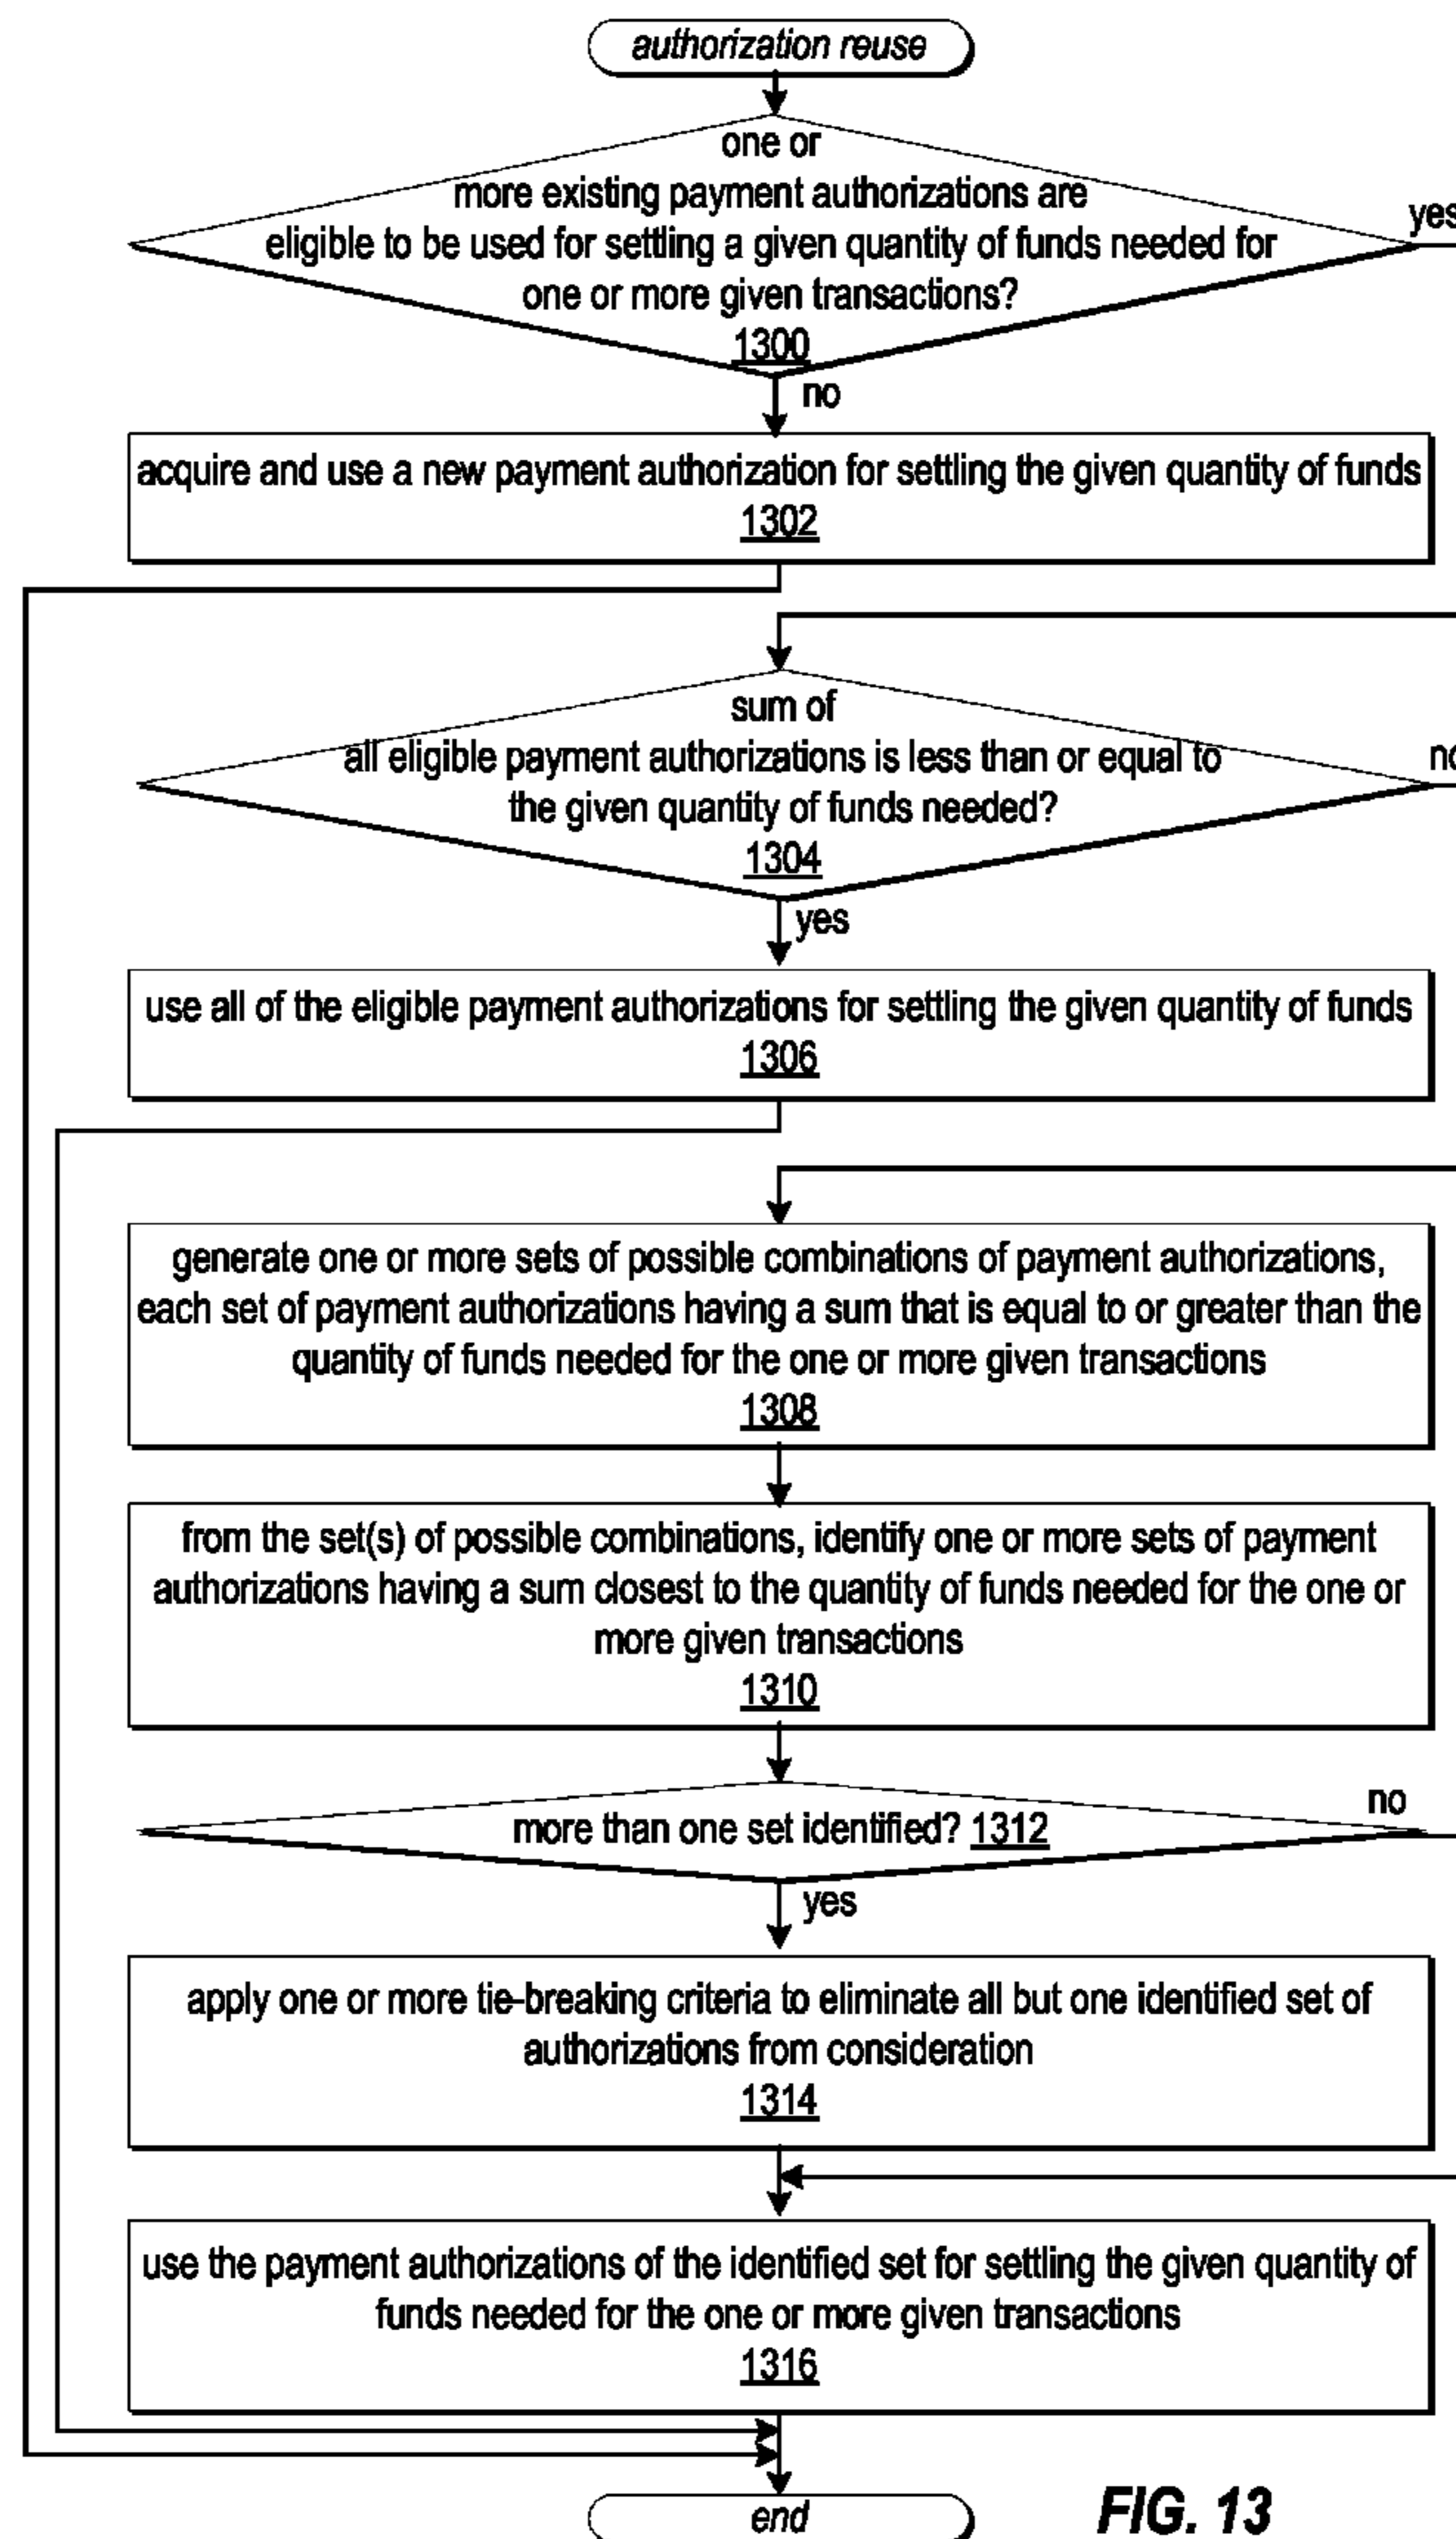 authorization reuse
one or
more existing payment authorizations are
eligible to be used for settling a given quantity of funds needed for
one or more given transactions?
1300
yes
no
acquire and use a new payment authorization for settling the given quantity of funds
1302
sum of
all eligible payment authorizations is less than or equal to
the given quantity of funds needed?
1304
no
yes
use all of the eligible payment authorizations for settling the given quantity of funds
1306
generate one or more sets of possible combinations of payment authorizations,
each set of payment authorizations having a sum that is equal to or greater than the
quantity of funds needed for the one or more given transactions
1308
from the set(s) of possible combinations, identify one or more sets of payment
authorizations having a sum closest to the quantity of funds needed for the one or
more given transactions
1310
more than one set identified? 1312
no
yes
apply one or more tie-breaking criteria to eliminate all but one identified set of
authorizations from consideration
1314
use the payment authorizations of the identified set for settling the given quantity of
funds needed for the one or more given transactions
1316
end
FIG. 13